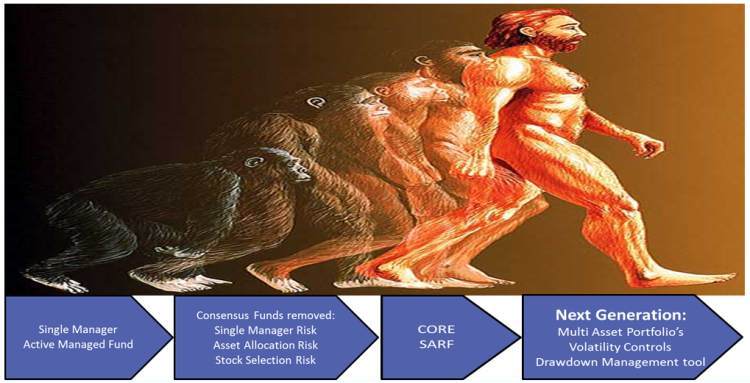 Single Manager
Active Managed Fund
Consensus Funds removed:
Single Manager Risk
Asset Allocation Risk
Stock Selection Risk
CORE
SARF
Next Generation:
Multi Asset Portfolio's
Volatility Controls
Drawdown Management tool